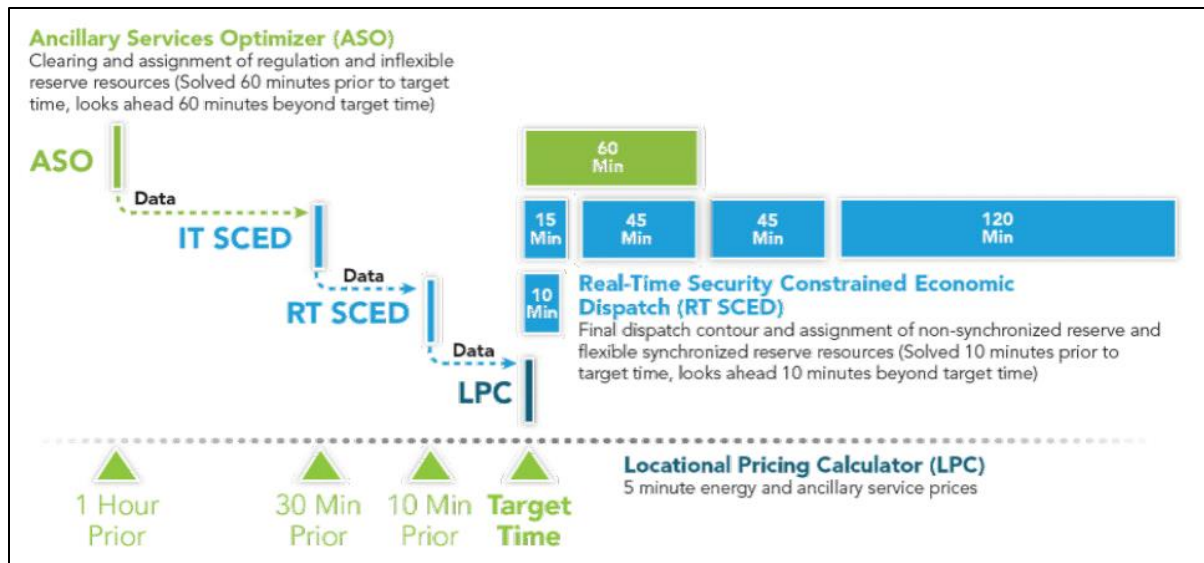 Ancillary Services Optimizer (ASO)
Clearing and assignment of regulation and inflexible
reserve resources (Solved 60 minutes prior to target
time, looks ahead 60 minutes beyond target time)
ASO
60
Min
Data
IT SCED
15
Min
45
Min
45
Min
120
Min
Data
RT SCED
10
Min
Real-Time Security Constrained Economic
Dispatch (RT SCED)
Final dispatch contour and assignment of non-synchronized reserve and
flexible synchronized reserve resources (Solved 10 minutes prior to
target time, looks ahead 10 minutes beyond target time)
Data
LPC
Locational Pricing Calculator (LPC)
5 minute energy and ancillary service prices
1 Hour
Prior
30 Min
Prior
10 Min
Prior
Target
Time